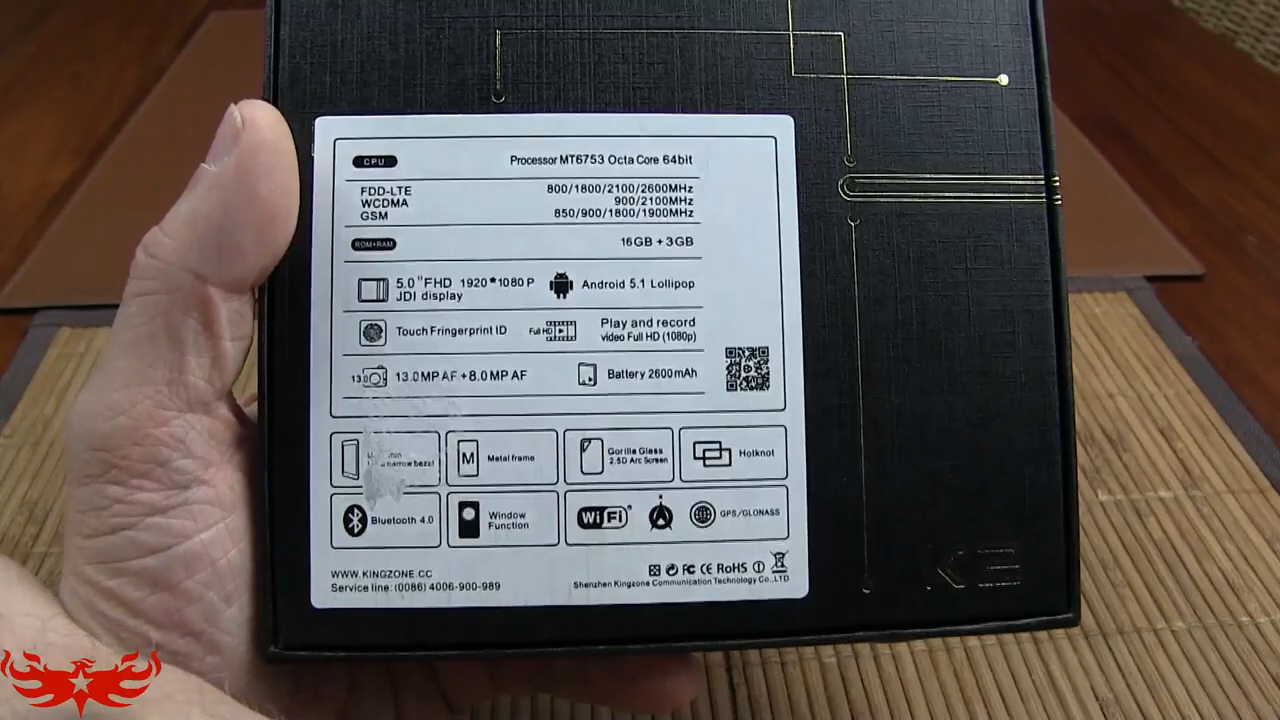 CPU Processor MT6753 Octa Core 64bit
FDD-LTE 800/1800/2100/2600MHz
WCDMA 900/2100MHz
GSM 850/900/1800/1900MHz
ROM+RAM 16GB + 3GB
5.0"FHD 1920*1080P
JDI display
Android 5.1 Lollipop
Touch Fringerprint ID
Full HD
Play and record
video Full HD (1080p)
13.0
13.0MP AF +8.0MP AF
Battery 2600mAh
narrow bezel
M Metal frame
Gorilla Glass
2.5D Arc Screen
Hotknot
Bluetooth 4.0
Window
Function
WiFi
GPS/GLONASS
WWW.KINGZONE.CC
Service line: (0086) 4006-900-989
FC CE RoHS
Shenzhen Kingzone Communication Technology Co.,LTD